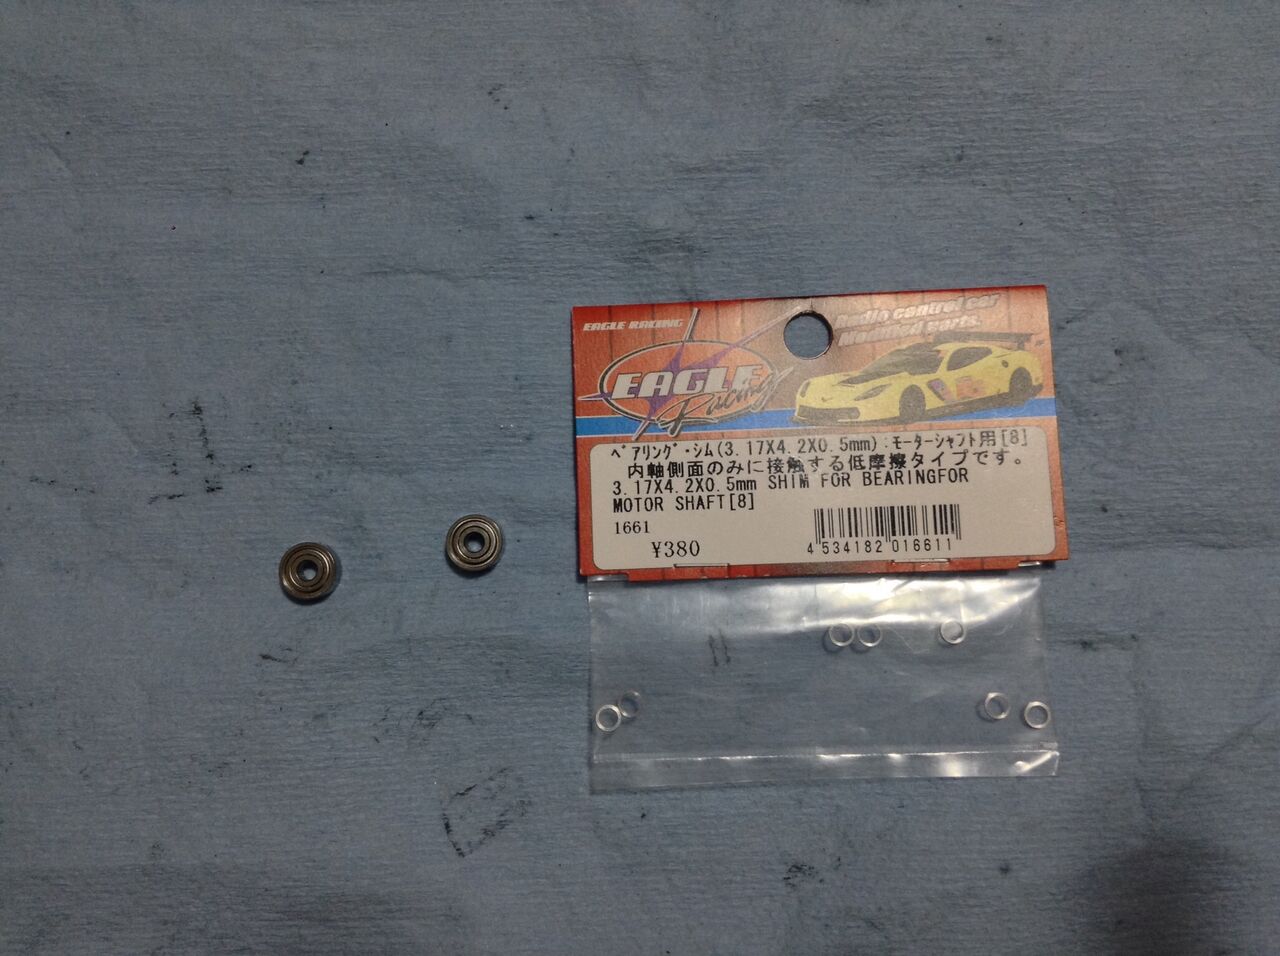 EAGLE RACING
Radio control car
Modified parts.
EAGLE
Racing
ﾍﾞｱﾘﾝｸﾞ･ｼﾑ(3.17X4.2X0.5mm):ﾓｰﾀｰｼｬﾌﾄ用[8]
内軸側面のみに接触する低摩擦タイプです。
3.17X4.2X0.5mm SHIM FOR BEARINGFOR
MOTOR SHAFT[8]
1661
¥380
4 534182 016611